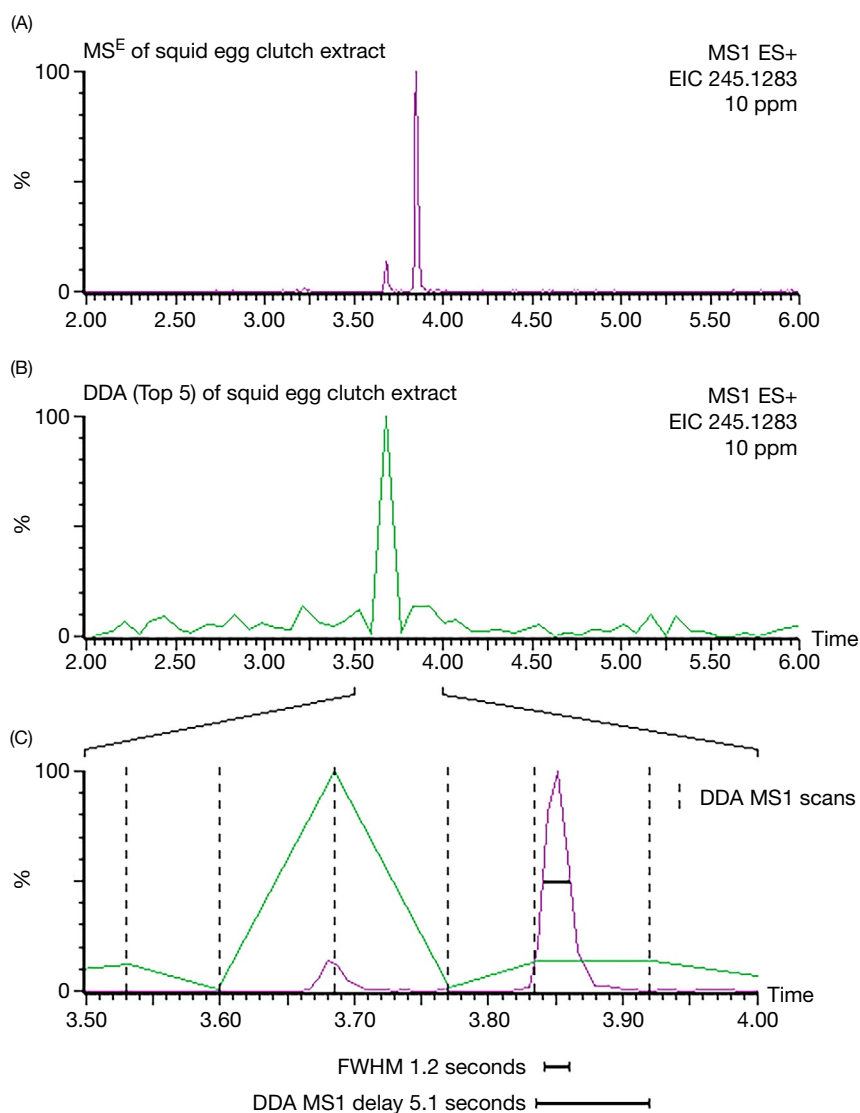 (A)
MSE of squid egg clutch extract
MS1 ES+
EIC 245.1283
10 ppm
100
%
0
2.00 2.50 3.00 3.50 4.00 4.50 5.00 5.50 6.00
(B)
DDA (Top 5) of squid egg clutch extract
MS1 ES+
EIC 245.1283
10 ppm
100
%
0
Time
2.00 2.50 3.00 3.50 4.00 4.50 5.00 5.50 6.00
(C)
100
DDA MS1 scans
%
0
Time
3.50 3.60 3.70 3.80 3.90 4.00
FWHM 1.2 seconds
DDA MS1 delay 5.1 seconds